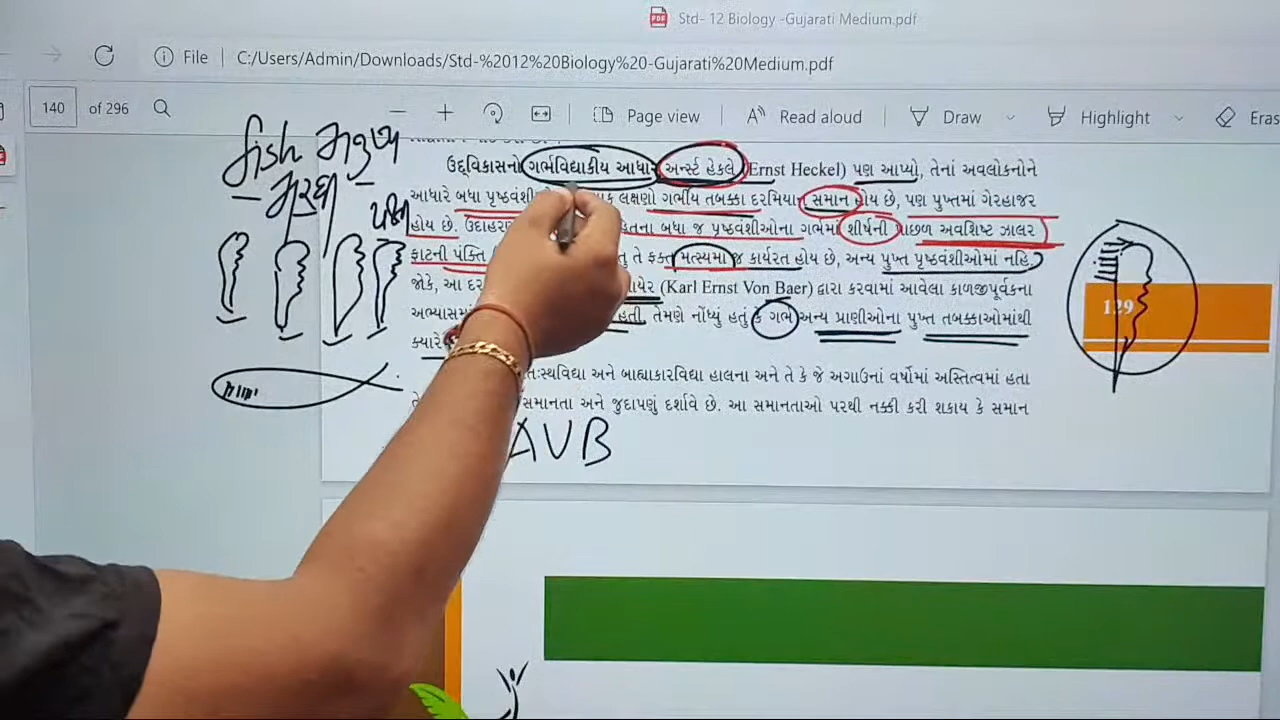 Std- 12 Biology -Gujarati Medium.pdf
File C:/Users/Admin/Downloads/Std-%2012%20Biology%20-Gujarati%20Medium.pdf
140 of 296 Page view Read aloud Draw Highlight Eras
fish મનુષ્ય
મરઘી
ઉદ્દવિકાસનો ગર્ભવિદ્યાકીય આધાર અર્ન્સ્ટ હેકલે (Ernst Heckel) પણ આપ્યો, તેનાં અવલોકનોને
આધારે બધા પૃષ્ઠવંશી લક્ષણો ગર્ભીય તબક્કા દરમિયાન સમાન હોય છે, પણ પુખ્તમાં ગેરહાજર
હોય છે. બધા જ પૃષ્ઠવંશીઓના ગર્ભમાં શીર્ષની પાછળ અવશિષ્ટ ઝાલર
ફાટની પંક્તિ તે ફક્ત મત્સ્યમાં જ કાર્યરત હોય છે, અન્ય પુખ્ત પૃષ્ઠવંશીઓમાં નહિ.
જોકે, આ (Karl Ernst Von Baer) દ્વારા કરવામાં આવેલા કાળજીપૂર્વકના
હતી. તેમણે નોંધ્યું હતું કે ગર્ભ અન્ય પ્રાણીઓના પુખ્ત તબક્કાઓમાંથી
129
અને બાહ્યાકારવિદ્યા હાલના અને તે કે જે અગાઉનાં વર્ષોમાં અસ્તિત્વમાં હતા
સમાનતા અને જુદાપણું દર્શાવે છે. આ સમાનતાઓ પરથી નક્કી કરી શકાય કે સમાન
AVB